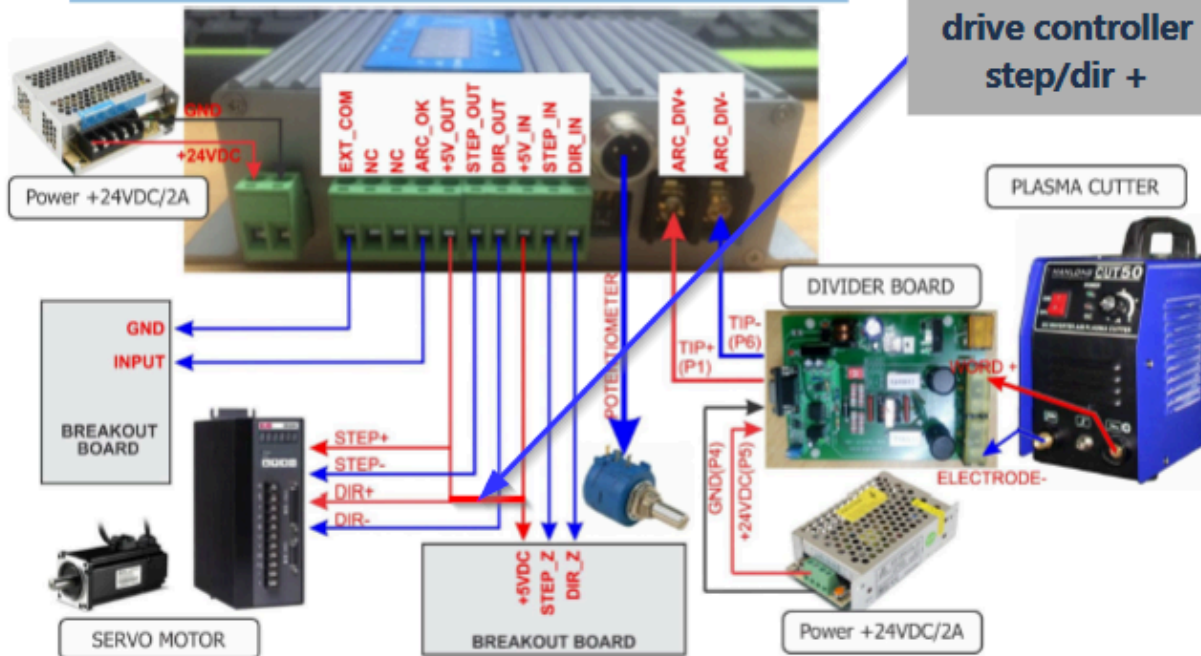 drive controller
step/dir +
GND
+24VDC
Power +24VDC/2A
EXT_COM
NC
NC
ARC_OK
+5V_OUT
STEP_OUT
DIR_OUT
+5V_IN
STEP_IN
DIR_IN
ARC_DIV+
ARC_DIV-
PLASMA CUTTER
DIVIDER BOARD
CUT50
GND
INPUT
BREAKOUT
BOARD
POTENTIOMETER
TIP+
(P1)
TIP-
(P6)
WORD +
ELECTRODE-
GND(P4)
+24VDC(P5)
STEP+
STEP-
DIR+
DIR-
SERVO MOTOR
+5VDC
STEP_Z
DIR_Z
BREAKOUT BOARD
Power +24VDC/2A